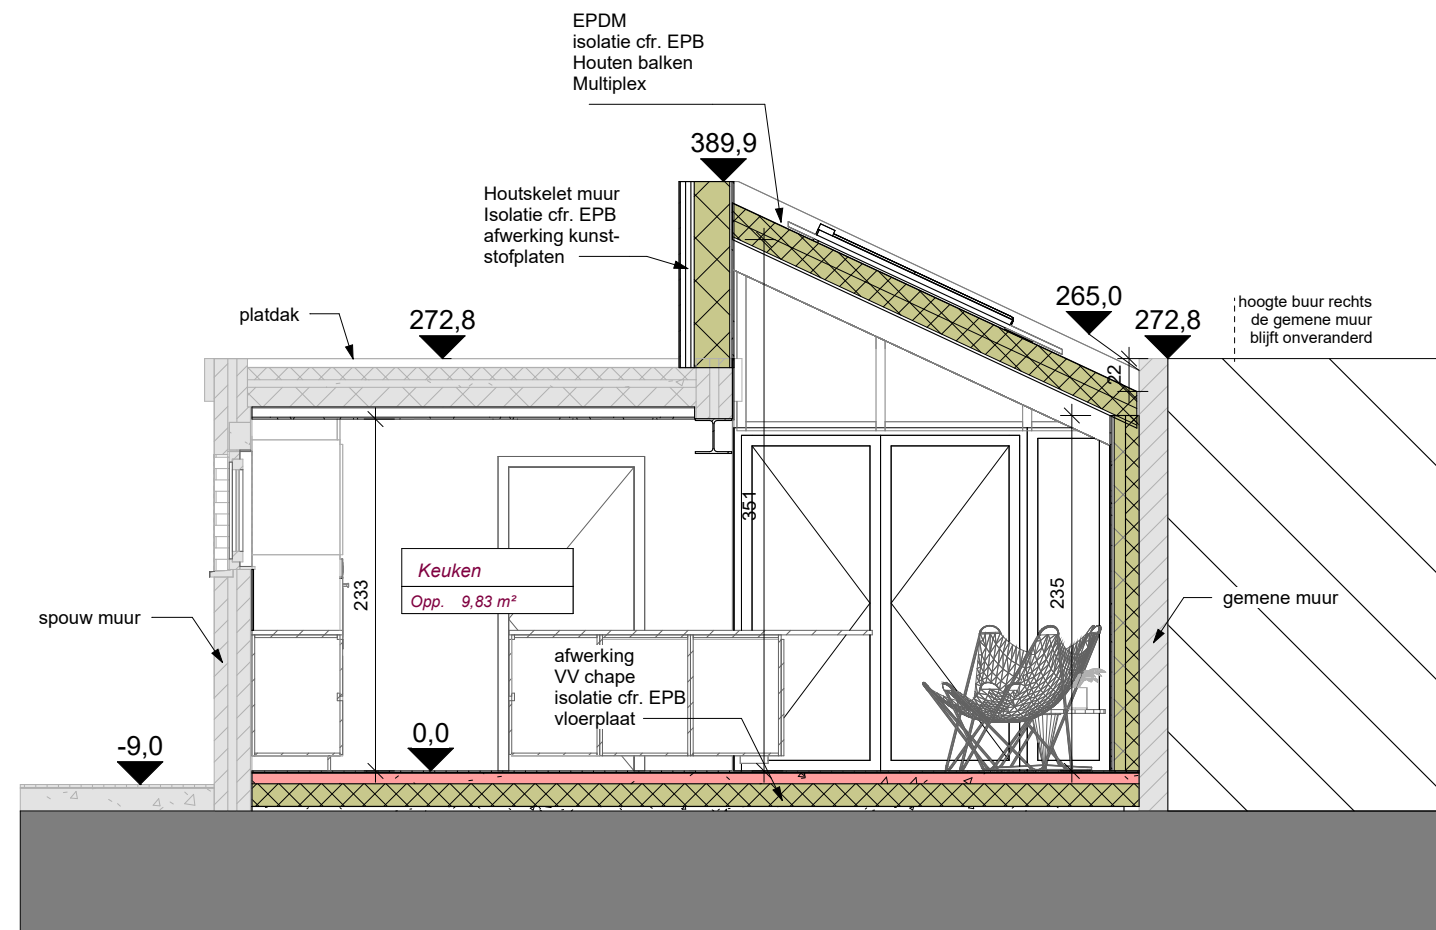 EPDM
isolatie cfr. EPB
Houten balken
Multiplex
389,9
Houtskelet muur
Isolatie cfr. EPB
afwerking kunst-
stofplaten
platdak
272,8
265,0
272,8
hoogte buur rechts
de gemene muur
blijft onveranderd
22
351
233
235
Keuken
Opp. 9,83 m²
spouw muur
gemene muur
afwerking
VV chape
isolatie cfr. EPB
vloerplaat
-9,0
0,0